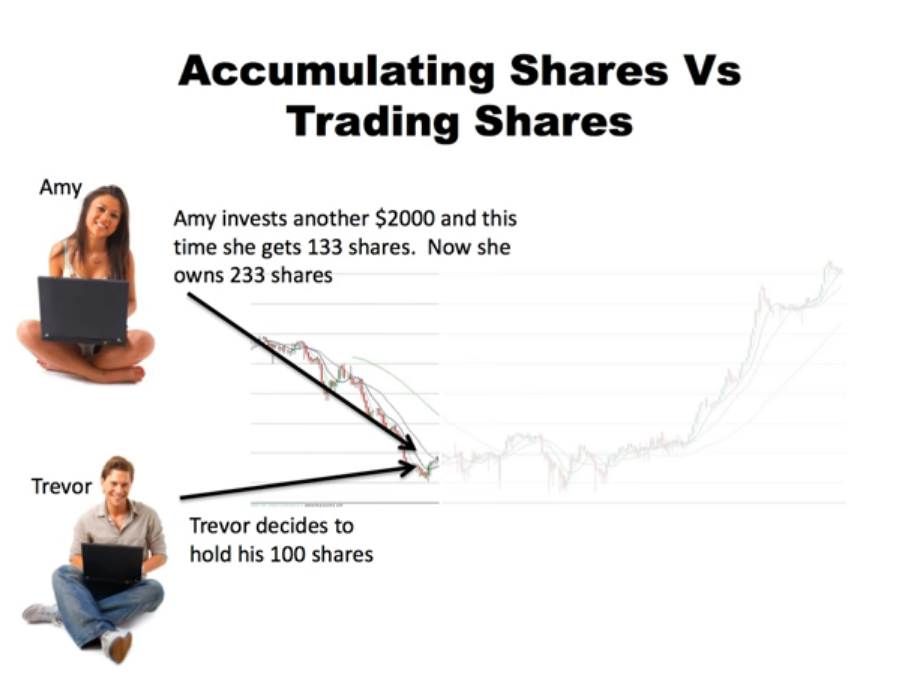 Accumulating Shares Vs
Trading Shares
Amy
Amy invests another $2000 and this
time she gets 133 shares.  Now she
owns 233 shares
Trevor
Trevor decides to
hold his 100 shares